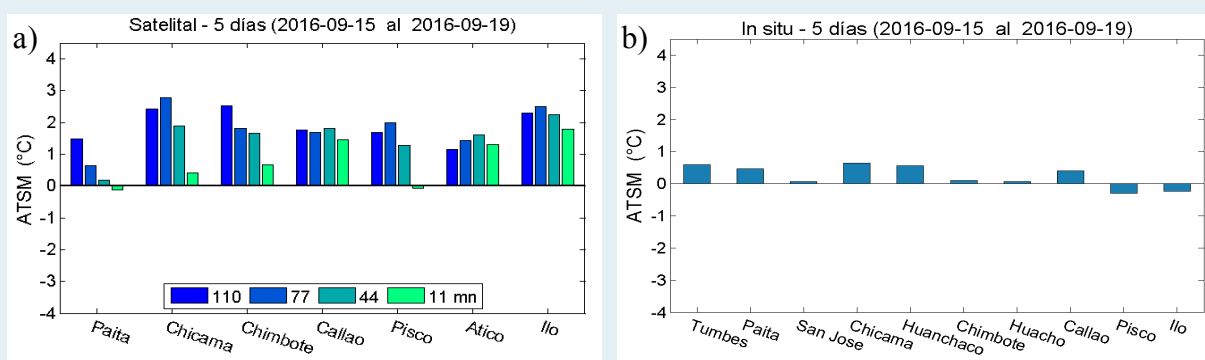 a)
Satelital - 5 días (2016-09-15 al 2016-09-19)
4
3
2
1
0
-1
-2
-3
-4
ATSM (°C)
110 77 44 11 mn
Paita Chicama Chimbote Callao Pisco Atico Ilo
b)
In situ - 5 días (2016-09-15 al 2016-09-19)
4
3
2
1
0
-1
-2
-3
-4
ATSM (°C)
Tumbes Paita San Jose Chicama Huanchaco Chimbote Huacho Callao Pisco Ilo